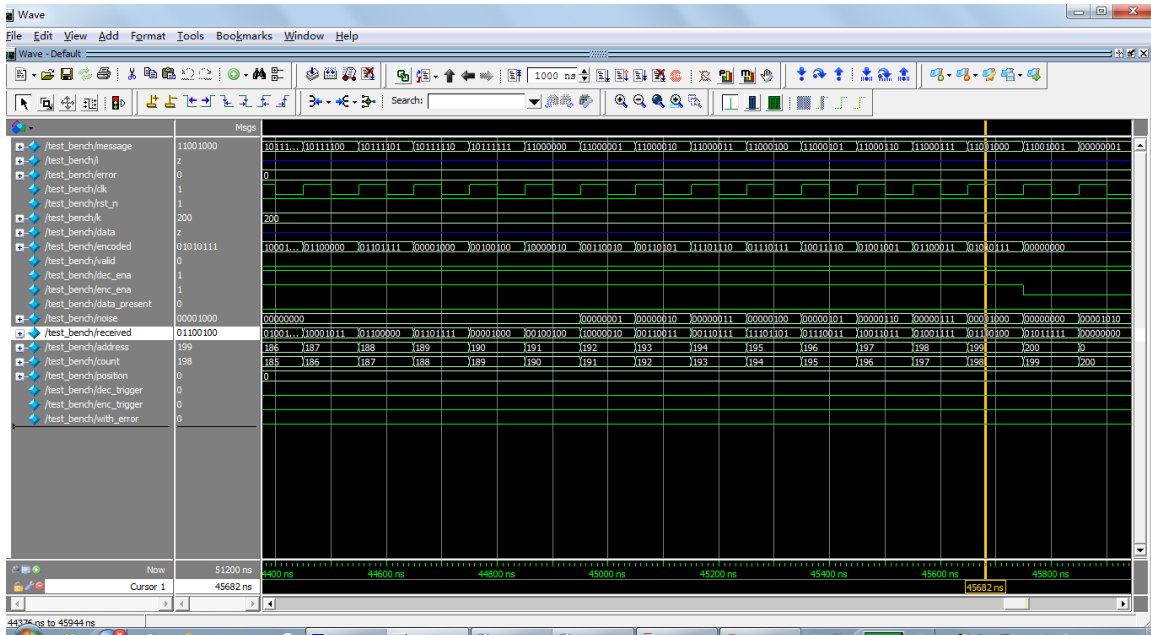 Wave
File Edit View Add Format Tools Bookmarks Window Help
Wave - Default
1000 ns
Search:
Msgs
/test_bench/message 11001000 10111... 10111100 10111101 10111110 10111111 11000000 11000001 11000010 11000011 11000100 11000101 11000110 11000111 11001000 11001001 00000001
/test_bench/i z
/test_bench/error 0 0
/test_bench/clk 1
/test_bench/rst_n 1
/test_bench/k 200 200
/test_bench/data z
/test_bench/encoded 01010111 10001... 01100000 01101111 00001000 00100100 10000010 00110010 00110101 11101110 01110111 10011110 01001001 01100011 01010111 00000000
/test_bench/valid 0
/test_bench/dec_ena 1
/test_bench/enc_ena 1
/test_bench/data_present 0
/test_bench/noise 00001000 00000000 00000001 00000010 00000011 00000100 00000101 00000110 00000111 00001000 00000000 00001010
/test_bench/received 01100100 01001... 10001011 01100000 01101111 00001000 00100100 10000010 00110011 00110111 11101101 01110011 10011011 01001111 01100100 01011111 00000000
/test_bench/address 199 186 187 188 189 190 191 192 193 194 195 196 197 198 199 200 0
/test_bench/count 198 185 186 187 188 189 190 191 192 193 194 195 196 197 198 199 200
/test_bench/position 0 0
/test_bench/dec_trigger 0
/test_bench/enc_trigger 0
/test_bench/with_error 0
Now 51200 ns 4400 ns 44600 ns 44800 ns 45000 ns 45200 ns 45400 ns 45600 ns 45800 ns
Cursor 1 45682 ns 45682 ns
44376 ns to 45944 ns